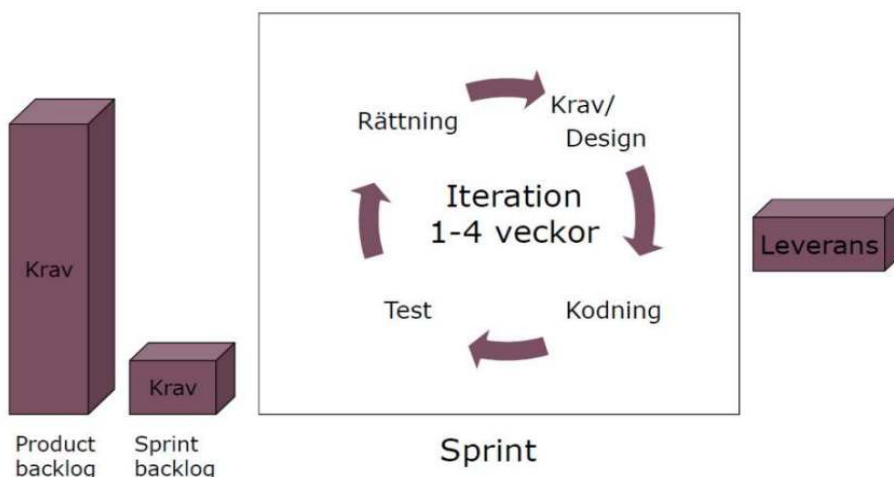 Krav
Product
backlog
Krav
Sprint
backlog
Rättning
Krav/
Design
Iteration
1-4 veckor
Test
Kodning
Sprint
Leverans